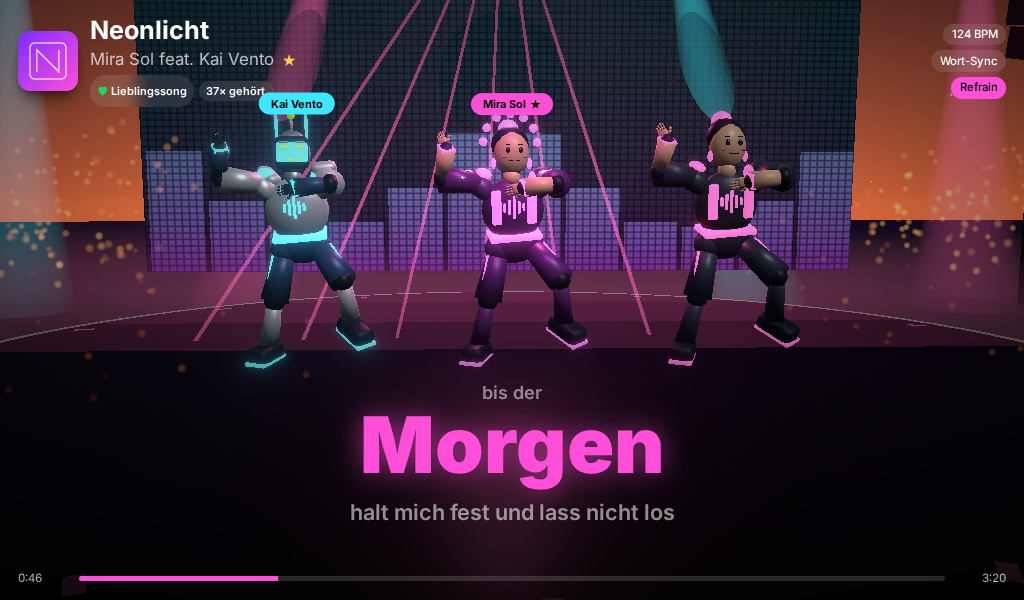 Neonlicht
Mira Sol feat. Kai Vento ★
Lieblingssong
37× gehört
124 BPM
Wort-Sync
Refrain
Kai Vento
Mira Sol ★
bis der
Morgen
halt mich fest und lass nicht los
0:46
3:20